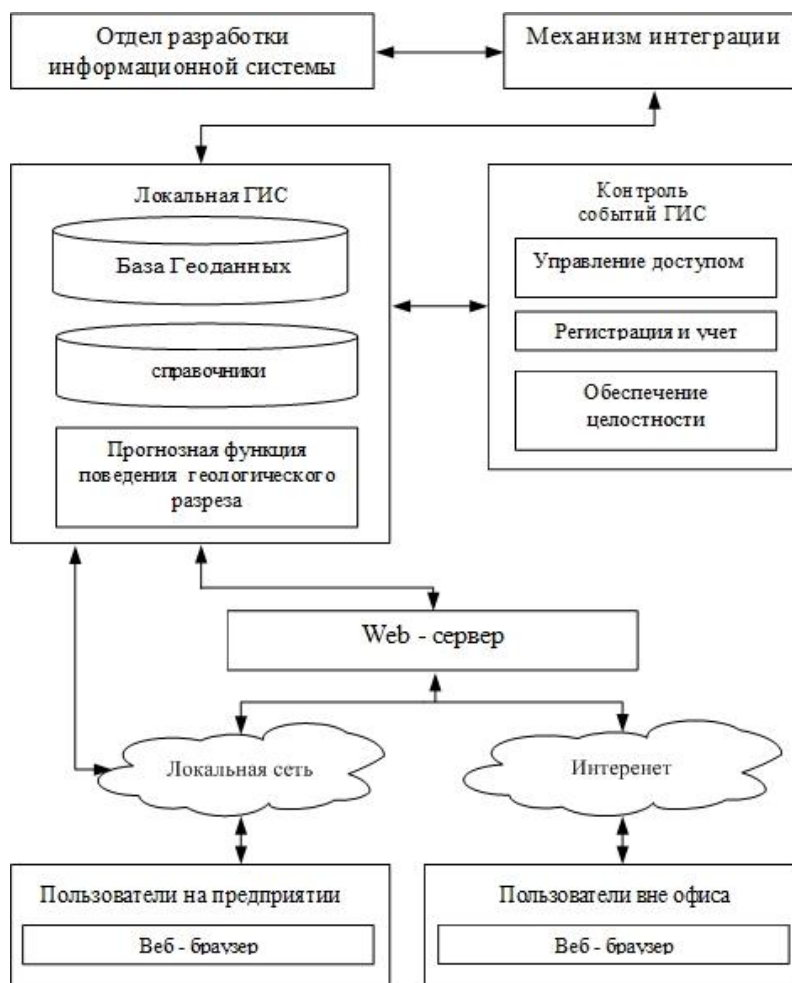 Отдел разработки
информационной системы
Механизм интеграции
Локальная ГИС
База Геоданных
справочники
Прогнозная функция
поведения геологического
разреза
Контроль
событий ГИС
Управление доступом
Регистрация и учет
Обеспечение
целостности
Web - сервер
Локальная сеть
Интеренет
Пользователи на предприятии
Веб - браузер
Пользователи вне офиса
Веб - браузер